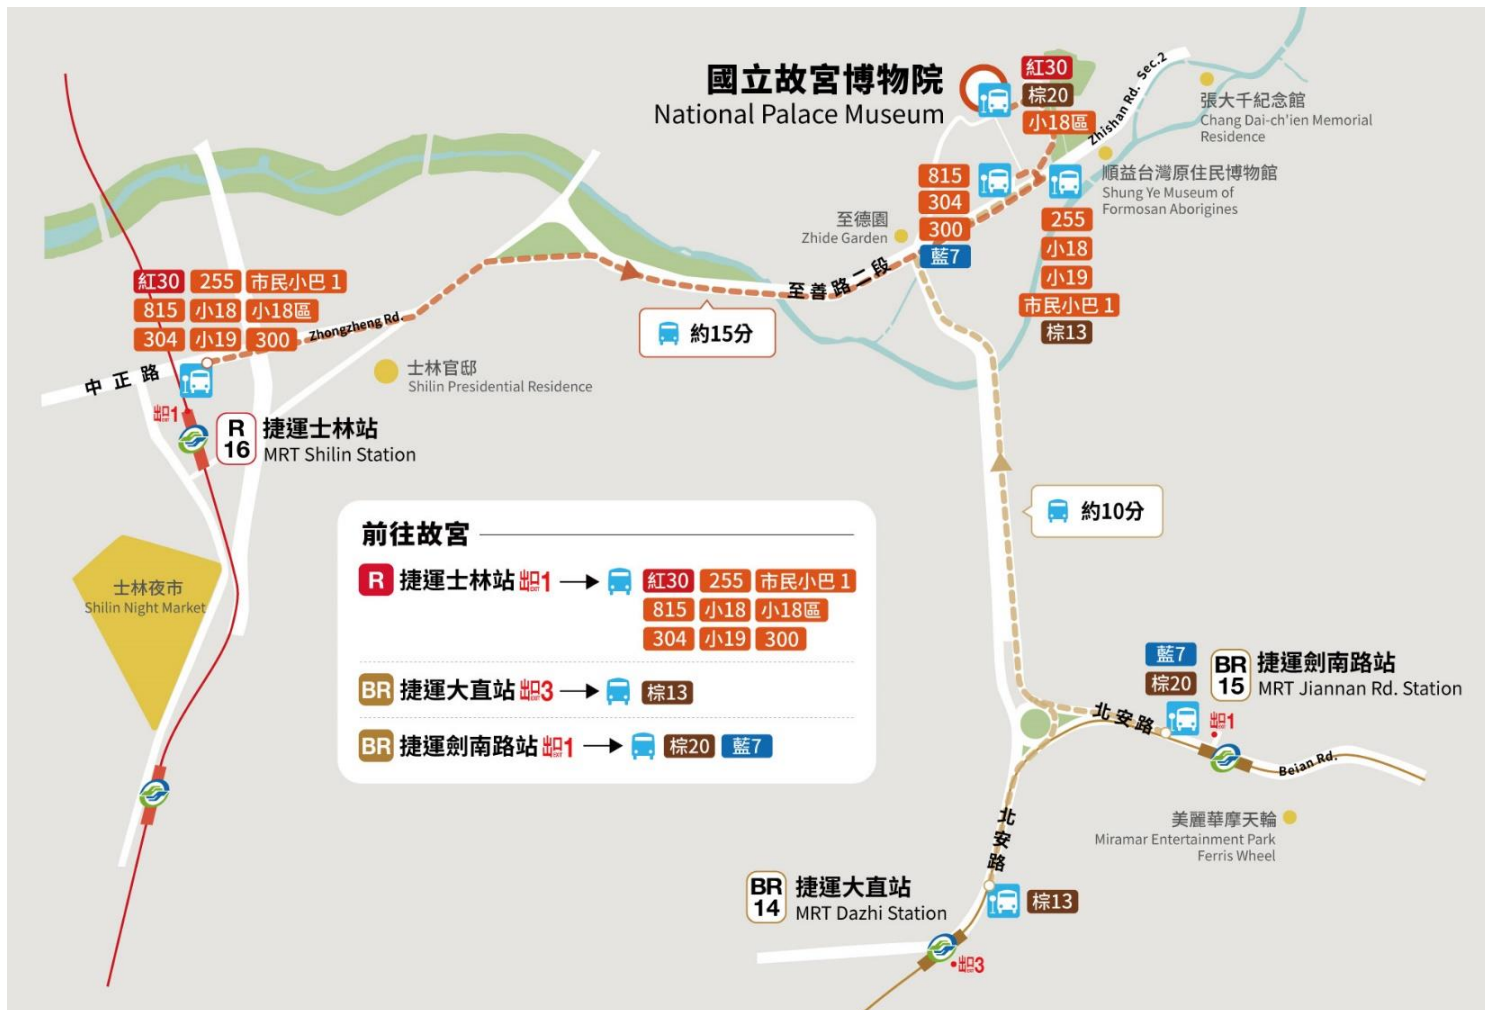 國立故宮博物院
National Palace Museum
紅30
棕20
小18區
Zhishan Rd. Sec.2
張大千紀念館
Chang Dai-ch'ien Memorial
Residence
815
304
300
藍7
順益台灣原住民博物館
Shung Ye Museum of
Formosan Aborigines
255
小18
小19
市民小巴 1
棕13
至德園
Zhide Garden
至善路二段
紅30 255 市民小巴 1
815 小18 小18區
304 小19 300
Zhongzheng Rd.
中正路
約15分
士林官邸
Shilin Presidential Residence
出口1
R
16
捷運士林站
MRT Shilin Station
約10分
士林夜市
Shilin Night Market
前往故宮
R 捷運士林站 出口1 紅30 255 市民小巴 1
815 小18 小18區
304 小19 300
BR 捷運大直站 出口3 棕13
BR 捷運劍南路站 出口1 棕20 藍7
藍7
棕20
BR
15
捷運劍南路站
MRT Jiannan Rd. Station
出口1
北安路
Beian Rd.
美麗華摩天輪
Miramar Entertainment Park
Ferris Wheel
北安路
BR
14
捷運大直站
MRT Dazhi Station
棕13
出口3